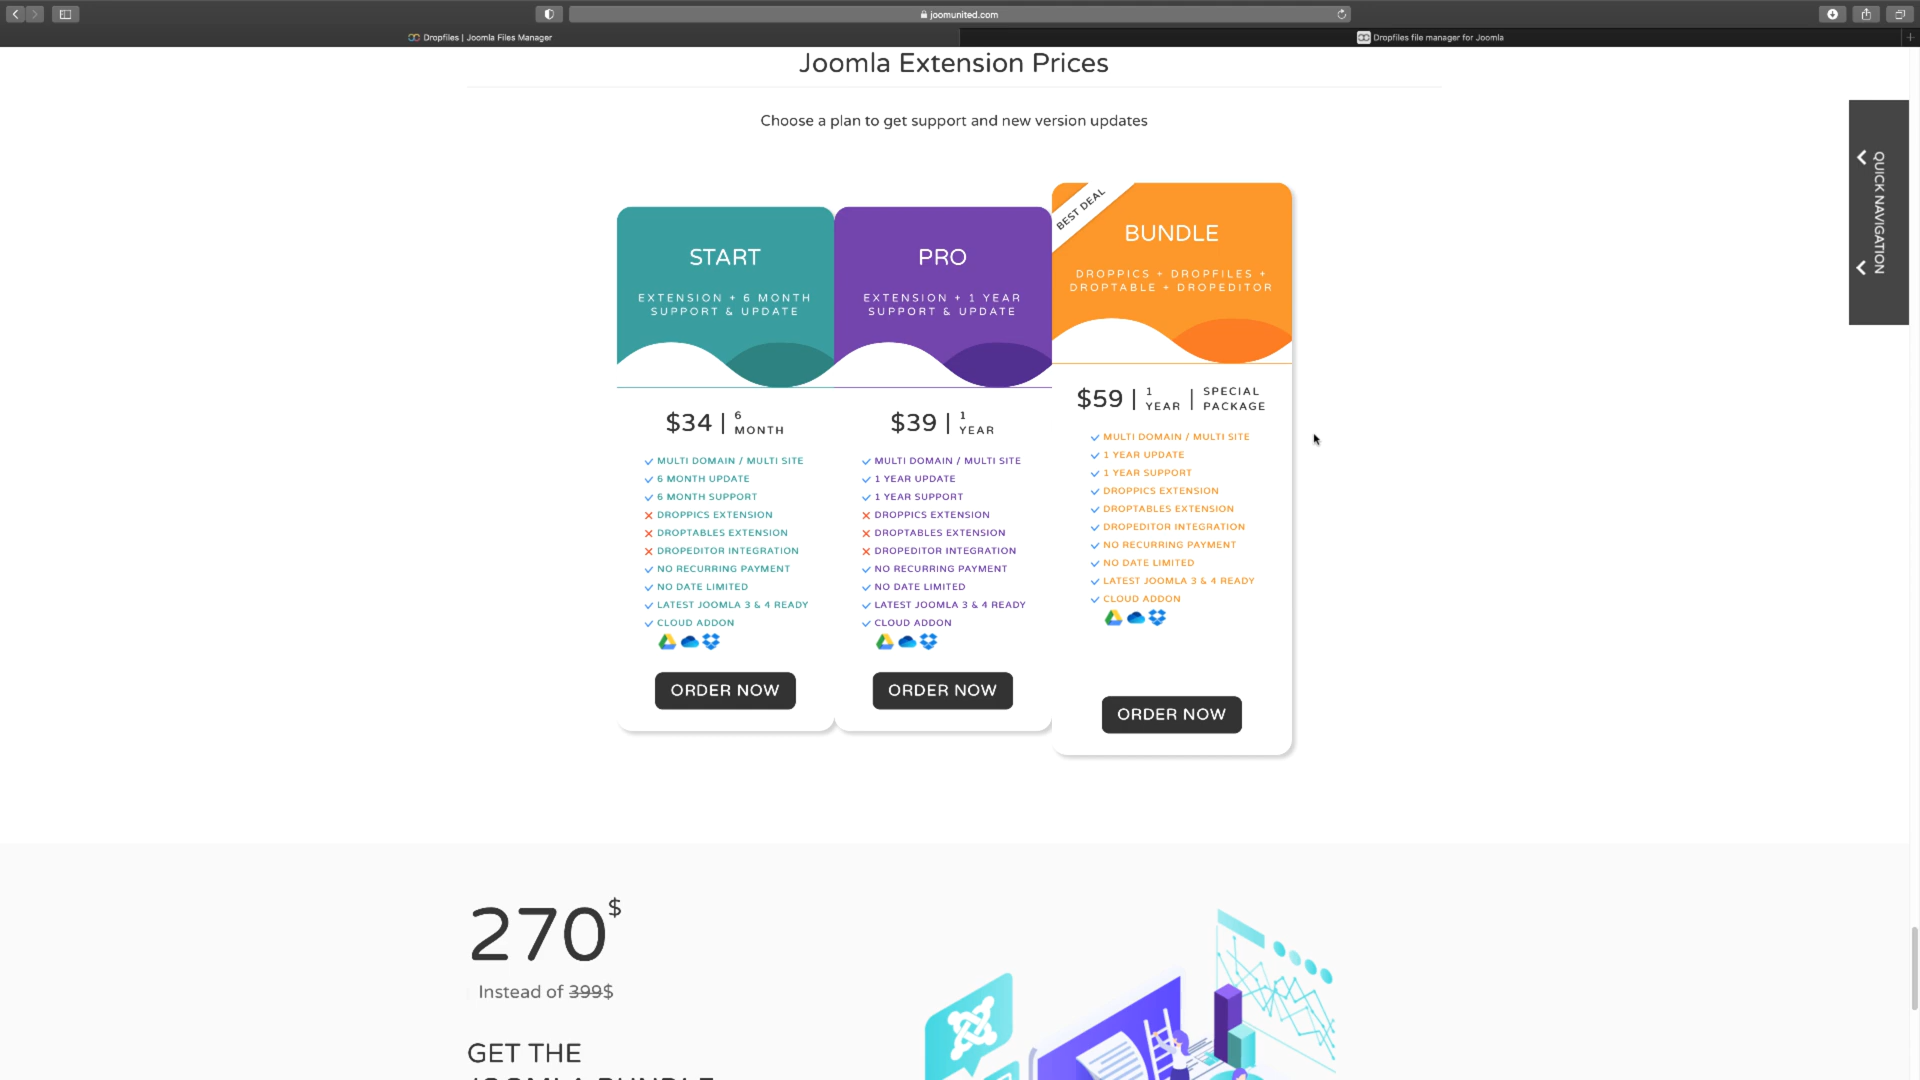 joomunited.com
Dropfiles | Joomla Files Manager
Dropfiles file manager for Joomla
Joomla Extension Prices
Choose a plan to get support and new version updates
QUICK NAVIGATION
START
EXTENSION + 6 MONTH
SUPPORT & UPDATE
$34 | 6 MONTH
MULTI DOMAIN / MULTI SITE
6 MONTH UPDATE
6 MONTH SUPPORT
DROPPICS EXTENSION
DROPTABLES EXTENSION
DROPEDITOR INTEGRATION
NO RECURRING PAYMENT
NO DATE LIMITED
LATEST JOOMLA 3 & 4 READY
CLOUD ADDON
ORDER NOW
PRO
EXTENSION + 1 YEAR
SUPPORT & UPDATE
$39 | 1 YEAR
MULTI DOMAIN / MULTI SITE
1 YEAR UPDATE
1 YEAR SUPPORT
DROPPICS EXTENSION
DROPTABLES EXTENSION
DROPEDITOR INTEGRATION
NO RECURRING PAYMENT
NO DATE LIMITED
LATEST JOOMLA 3 & 4 READY
CLOUD ADDON
ORDER NOW
BEST DEAL
BUNDLE
DROPPICS + DROPFILES +
DROPTABLE + DROPEDITOR
$59 | 1 YEAR | SPECIAL PACKAGE
MULTI DOMAIN / MULTI SITE
1 YEAR UPDATE
1 YEAR SUPPORT
DROPPICS EXTENSION
DROPTABLES EXTENSION
DROPEDITOR INTEGRATION
NO RECURRING PAYMENT
NO DATE LIMITED
LATEST JOOMLA 3 & 4 READY
CLOUD ADDON
ORDER NOW
270$
Instead of 399$
GET THE
JOOMLA BUNDLE